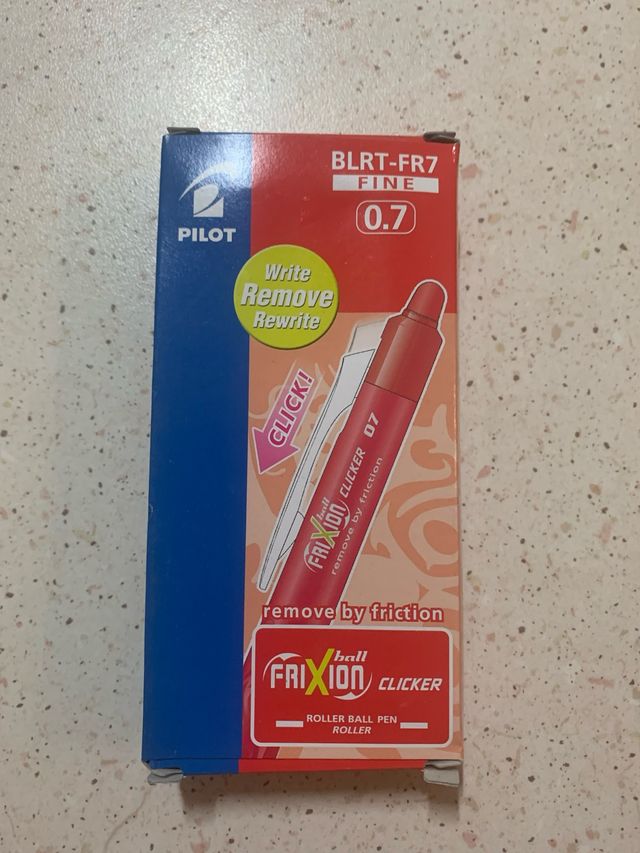 PILOT
BLRT-FR7
FINE
0.7
Write
Remove
Rewrite
CLICK!
FRIXION ball CLICKER 07
remove by friction
remove by friction
FRIXION ball CLICKER
ROLLER BALL PEN
ROLLER